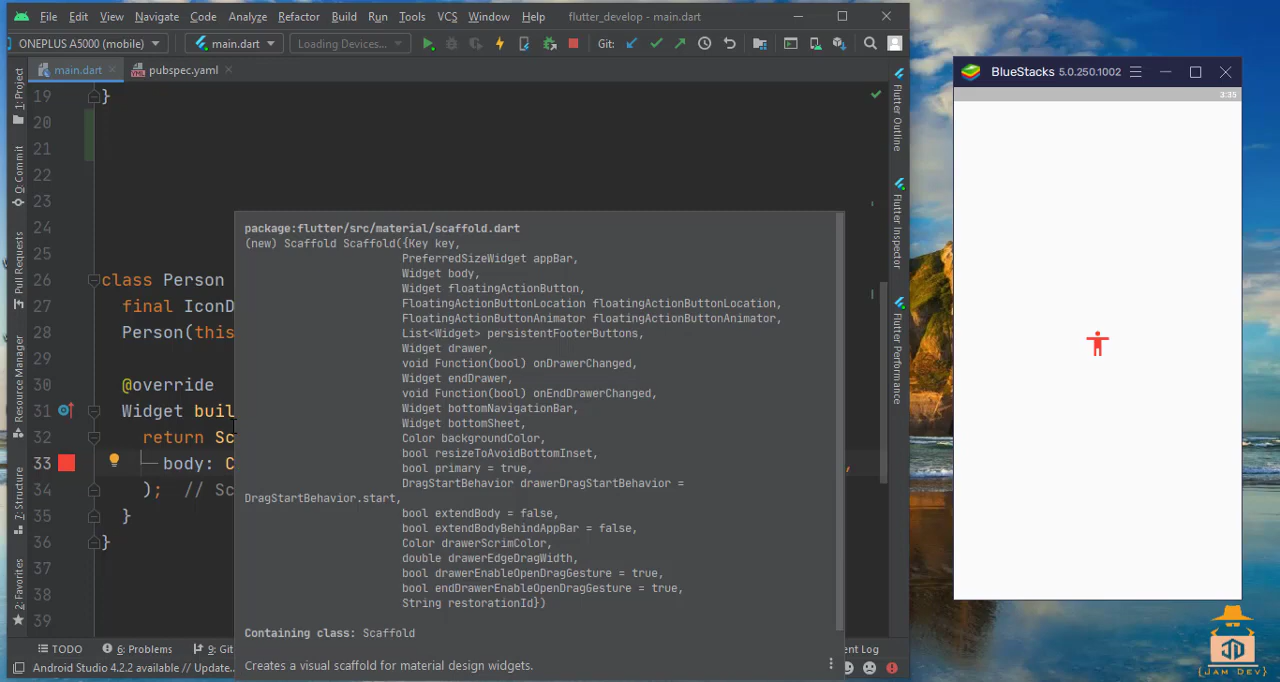 File Edit View Navigate Code Analyze Refactor Build Run Tools VCS Window Help flutter_develop - main.dart
ONEPLUS A5000 (mobile) main.dart Loading Devices... Git:
main.dart pubspec.yaml
1: Project
0: Commit
Pull Requests
Resource Manager
7: Structure
2: Favorites
19 }
20
21
22
23
24
25
26 class Person
27 final IconD
28 Person(this
29
30 @override
31 Widget buil
32 return Sc
33 body: C ,
34 ); // Sc
35 }
36 }
37
38
39
package:flutter/src/material/scaffold.dart
(new) Scaffold Scaffold({Key key,
PreferredSizeWidget appBar,
Widget body,
Widget floatingActionButton,
FloatingActionButtonLocation floatingActionButtonLocation,
FloatingActionButtonAnimator floatingActionButtonAnimator,
List<Widget> persistentFooterButtons,
Widget drawer,
void Function(bool) onDrawerChanged,
Widget endDrawer,
void Function(bool) onEndDrawerChanged,
Widget bottomNavigationBar,
Widget bottomSheet,
Color backgroundColor,
bool resizeToAvoidBottomInset,
bool primary = true,
DragStartBehavior drawerDragStartBehavior =
DragStartBehavior.start,
bool extendBody = false,
bool extendBodyBehindAppBar = false,
Color drawerScrimColor,
double drawerEdgeDragWidth,
bool drawerEnableOpenDragGesture = true,
bool endDrawerEnableOpenDragGesture = true,
String restorationId})
Containing class: Scaffold
Creates a visual scaffold for material design widgets.
Flutter Outline
Flutter Inspector
Flutter Performance
TODO 6: Problems 9: Git ent Log
Android Studio 4.2.2 available // Update...
BlueStacks 5.0.250.1002
3:35
JD
{JAM DEV}